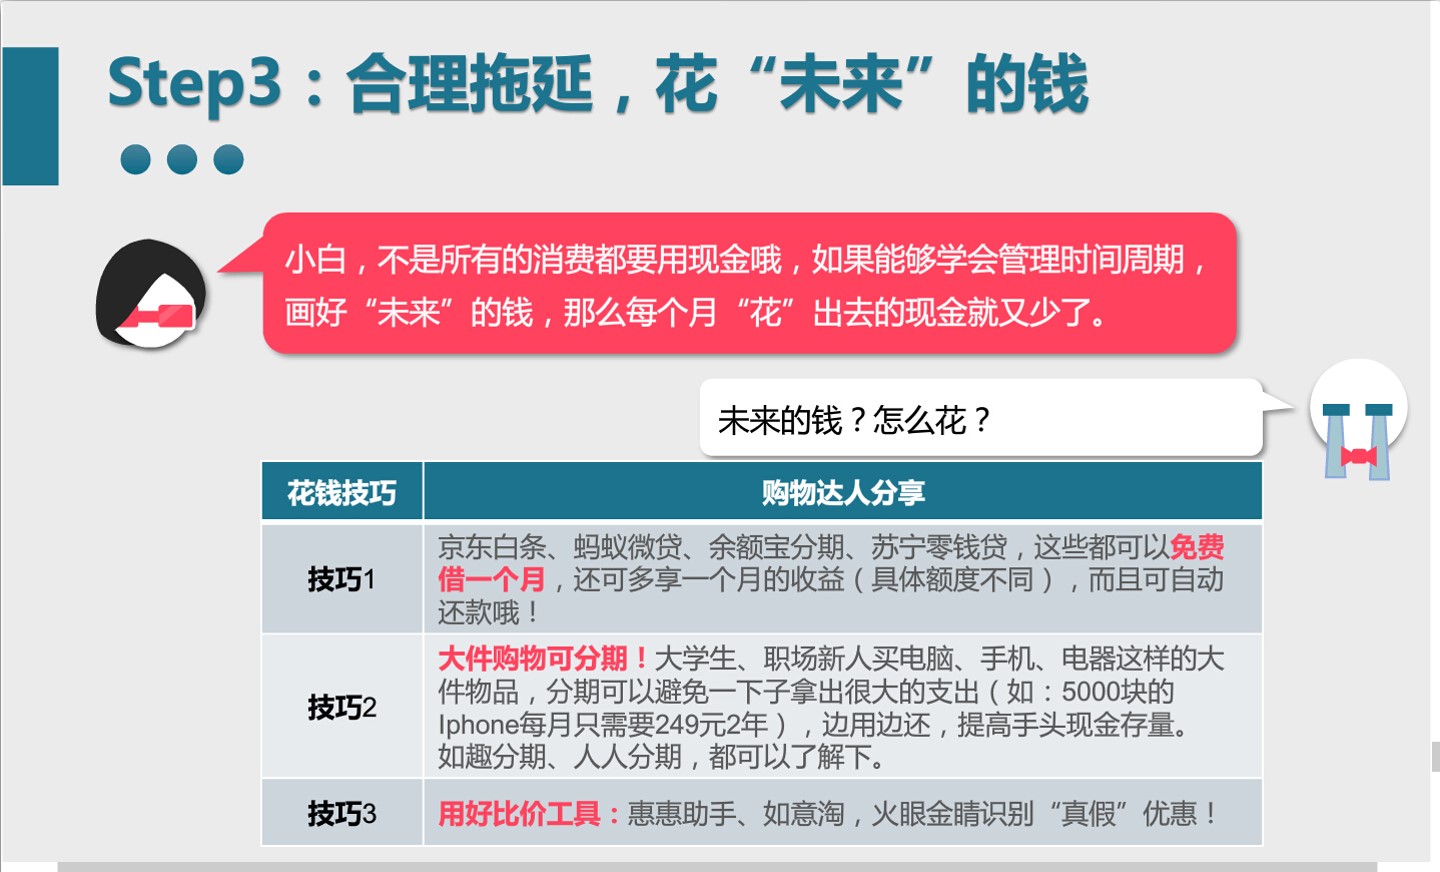 Step3：合理拖延，花“未来”的钱
小白，不是所有的消费都要用现金哦，如果能够学会管理时间周期，
画好“未来”的钱，那么每个月“花”出去的现金就又少了。
未来的钱？怎么花？
花钱技巧
购物达人分享
技巧1
京东白条、蚂蚁微贷、余额宝分期、苏宁零钱贷，这些都可以免费
借一个月，还可多享一个月的收益（具体额度不同），而且可自动
还款哦！
技巧2
大件购物可分期！大学生、职场新人买电脑、手机、电器这样的大
件物品，分期可以避免一下子拿出很大的支出（如：5000块的
Iphone每月只需要249元2年），边用边还，提高手头现金存量。
如趣分期、人人分期，都可以了解下。
技巧3
用好比价工具：惠惠助手、如意淘，火眼金睛识别“真假”优惠！